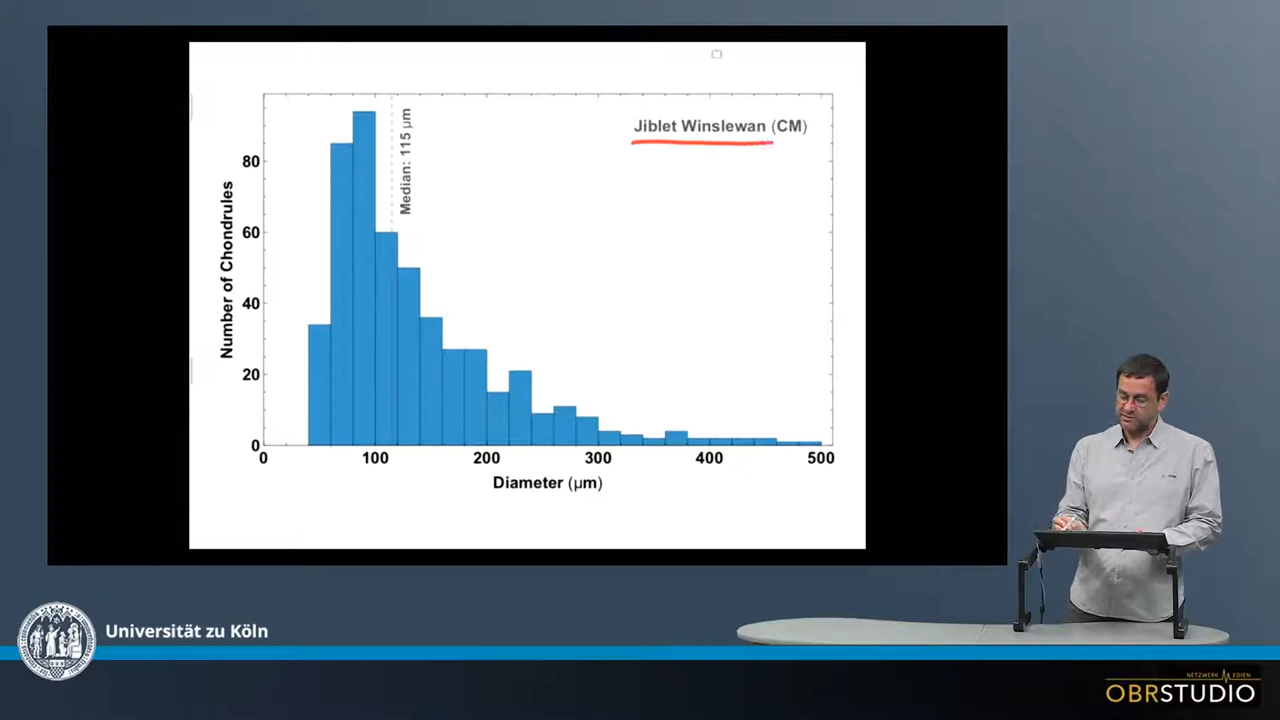 Jiblet Winslewan (CM)
Median: 115 µm
Number of Chondrules
80
60
40
20
0
0 100 200 300 400 500
Diameter (µm)
Universität zu Köln
NETZWERK MEDIEN
OBRSTUDIO